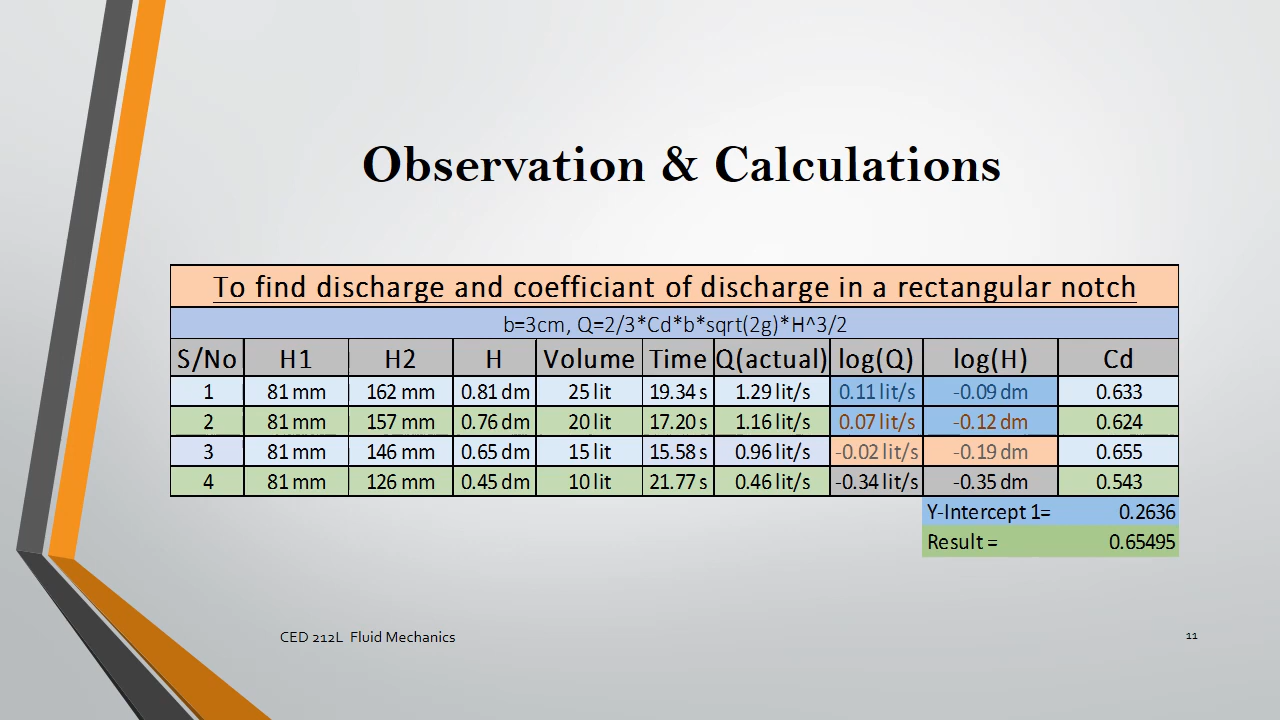 Observation & Calculations
To find discharge and coefficiant of discharge in a rectangular notch
b=3cm, Q=2/3*Cd*b*sqrt(2g)*H^3/2
S/No H1 H2 H Volume Time Q(actual) log(Q) log(H) Cd
1 81 mm 162 mm 0.81 dm 25 lit 19.34 s 1.29 lit/s 0.11 lit/s -0.09 dm 0.633
2 81 mm 157 mm 0.76 dm 20 lit 17.20 s 1.16 lit/s 0.07 lit/s -0.12 dm 0.624
3 81 mm 146 mm 0.65 dm 15 lit 15.58 s 0.96 lit/s -0.02 lit/s -0.19 dm 0.655
4 81 mm 126 mm 0.45 dm 10 lit 21.77 s 0.46 lit/s -0.34 lit/s -0.35 dm 0.543
Y-Intercept 1= 0.2636
Result = 0.65495
CED 212L Fluid Mechanics 11